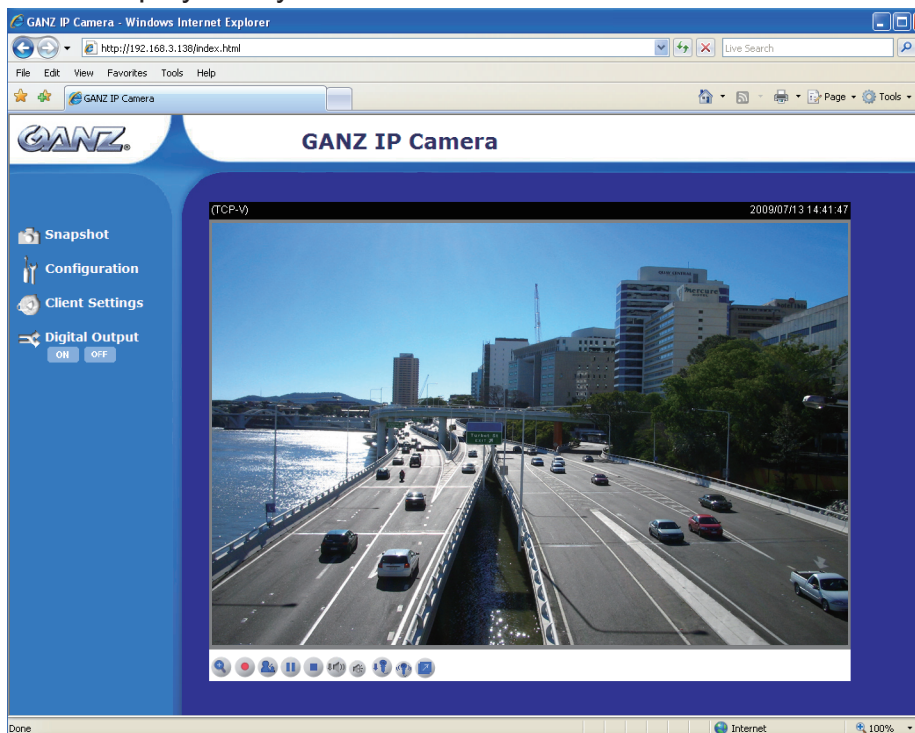 GANZ IP Camera - Windows Internet Explorer
http://192.168.3.138/index.html
Live Search
File Edit View Favorites Tools Help
GANZ IP Camera
Page Tools
GANZ®
GANZ IP Camera
(TCP-V) 2009/07/13 14:41:47
Snapshot
Configuration
Client Settings
Digital Output
ON OFF
Mercure
Done Internet 100%